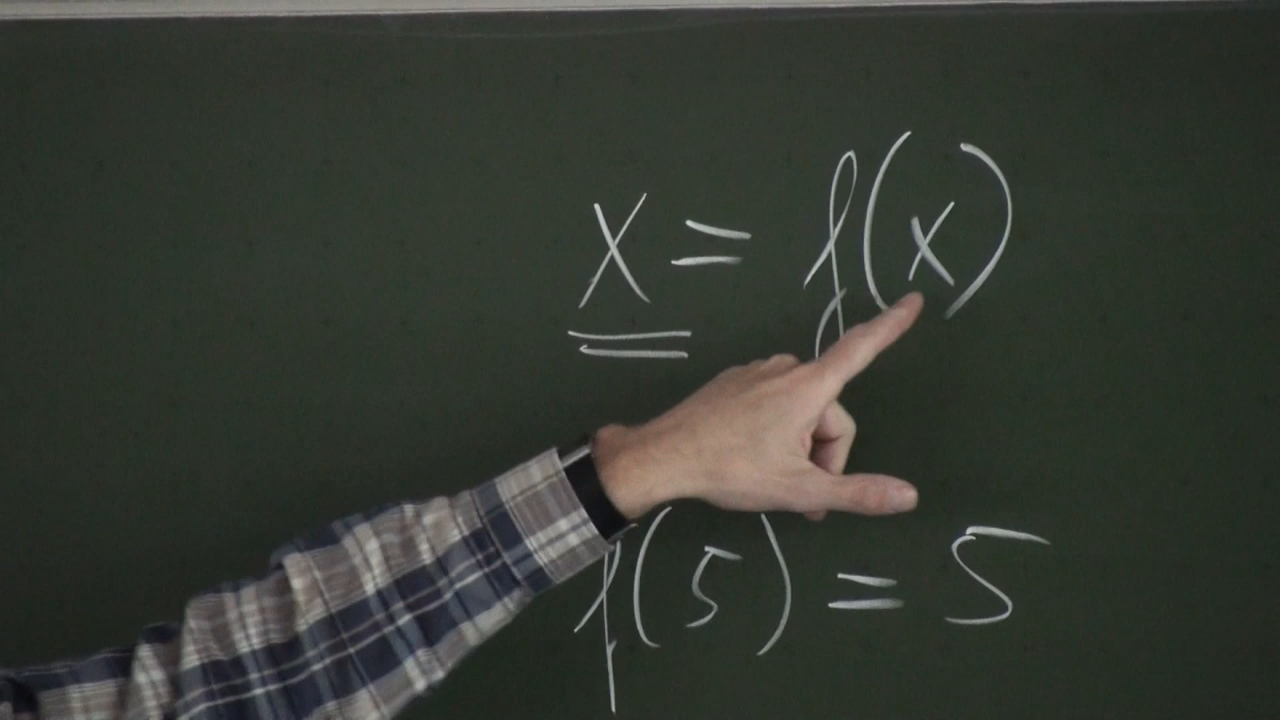 x = f(x)
f(5) = 5